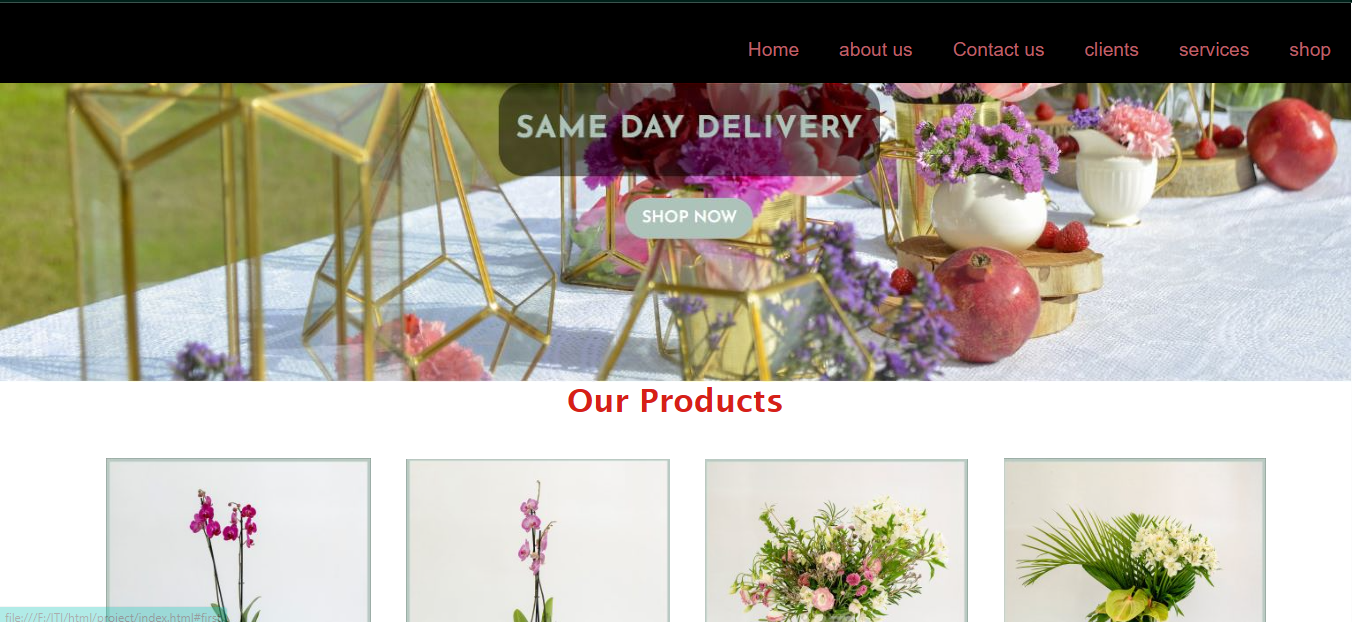 Home about us Contact us clients services shop
SAME DAY DELIVERY
SHOP NOW
Our Products
file:///F:/ITI/html/project/index.html#first